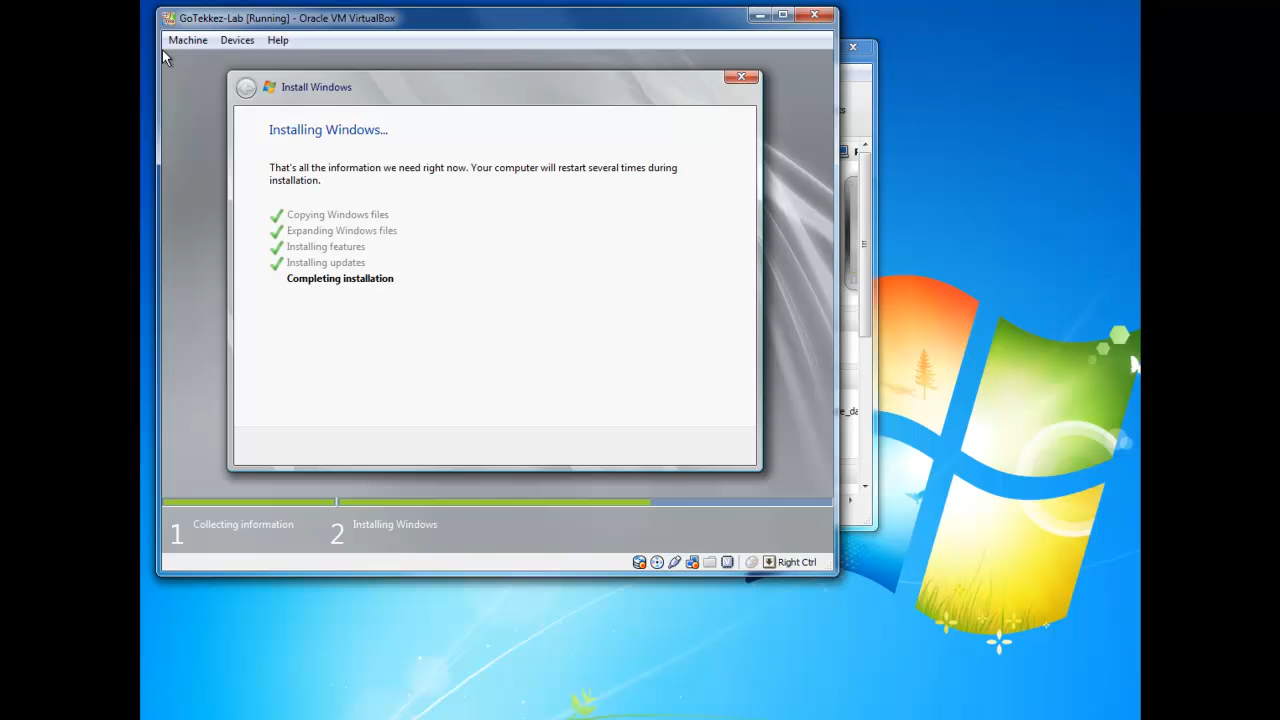 GoTekkez-Lab [Running] - Oracle VM VirtualBox
Machine Devices Help
Install Windows
Installing Windows...
That's all the information we need right now. Your computer will restart several times during
installation.
Copying Windows files
Expanding Windows files
Installing features
Installing updates
Completing installation
1 Collecting information 2 Installing Windows
Right Ctrl